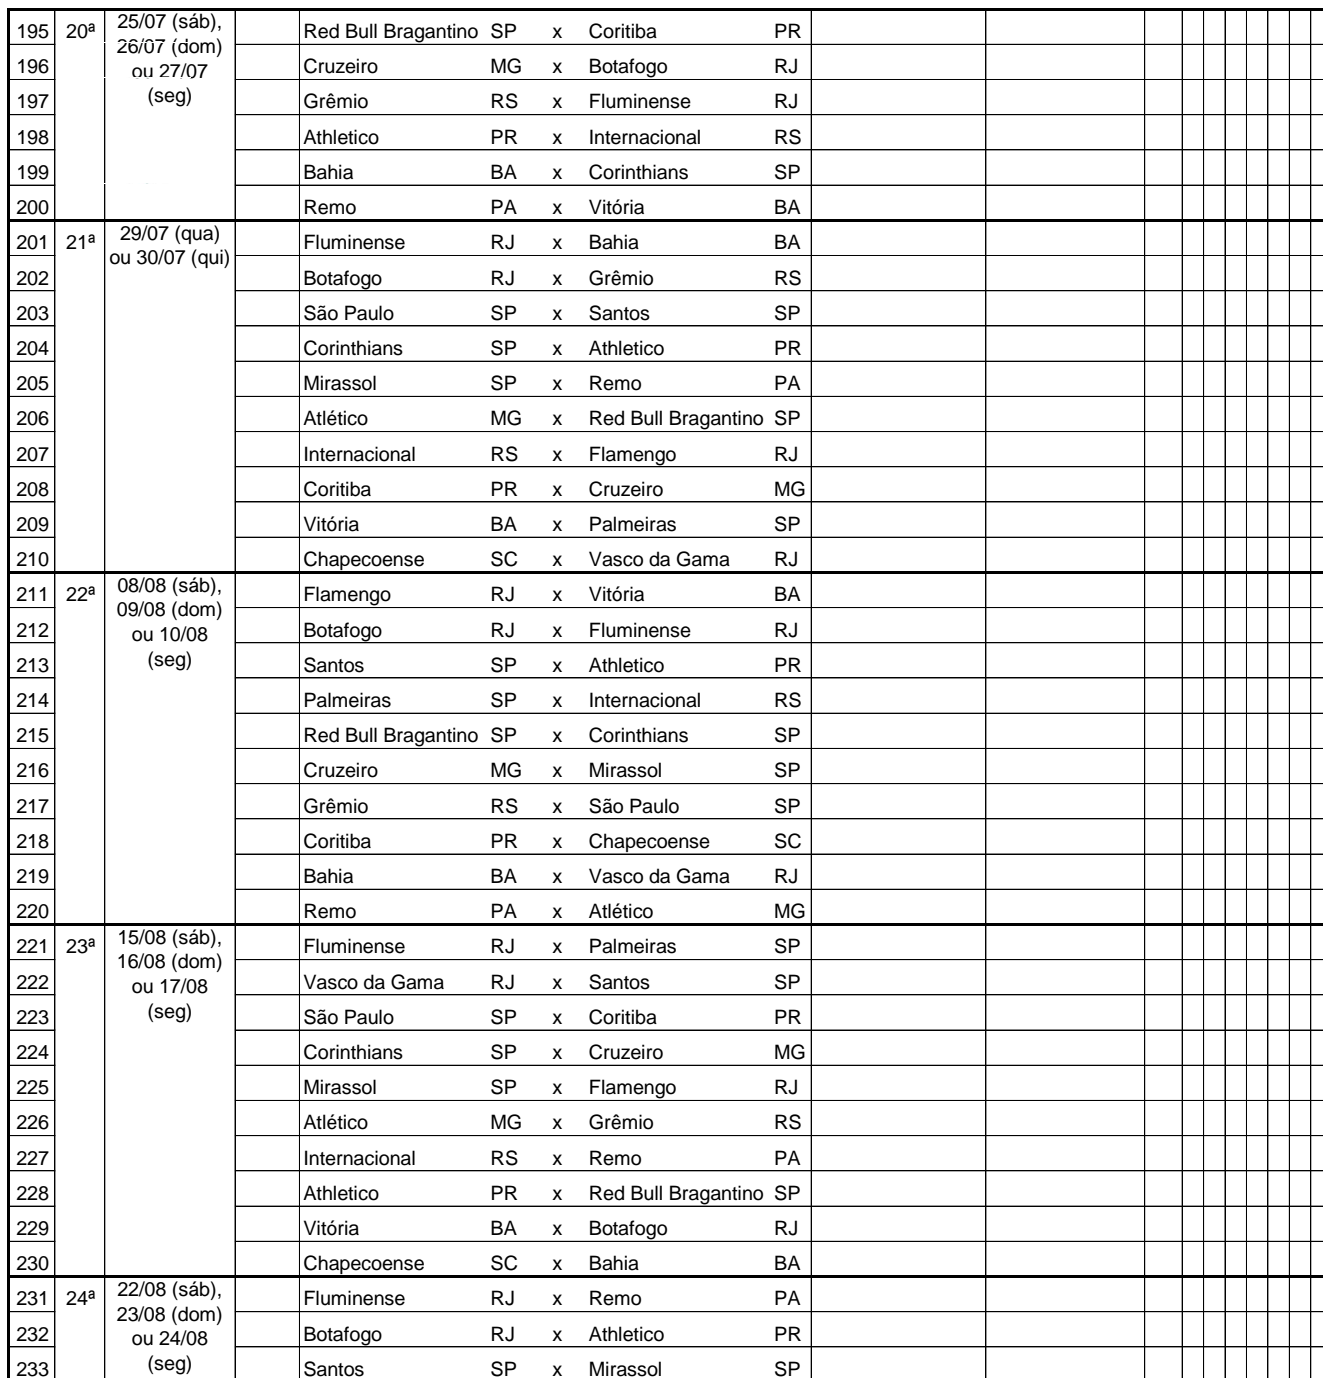 195 20ª 25/07 (sáb), 26/07 (dom) ou 27/07 (seg) Red Bull Bragantino SP x Coritiba PR
196 Cruzeiro MG x Botafogo RJ
197 Grêmio RS x Fluminense RJ
198 Athletico PR x Internacional RS
199 Bahia BA x Corinthians SP
200 Remo PA x Vitória BA
201 21ª 29/07 (qua) ou 30/07 (qui) Fluminense RJ x Bahia BA
202 Botafogo RJ x Grêmio RS
203 São Paulo SP x Santos SP
204 Corinthians SP x Athletico PR
205 Mirassol SP x Remo PA
206 Atlético MG x Red Bull Bragantino SP
207 Internacional RS x Flamengo RJ
208 Coritiba PR x Cruzeiro MG
209 Vitória BA x Palmeiras SP
210 Chapecoense SC x Vasco da Gama RJ
211 22ª 08/08 (sáb), 09/08 (dom) ou 10/08 (seg) Flamengo RJ x Vitória BA
212 Botafogo RJ x Fluminense RJ
213 Santos SP x Athletico PR
214 Palmeiras SP x Internacional RS
215 Red Bull Bragantino SP x Corinthians SP
216 Cruzeiro MG x Mirassol SP
217 Grêmio RS x São Paulo SP
218 Coritiba PR x Chapecoense SC
219 Bahia BA x Vasco da Gama RJ
220 Remo PA x Atlético MG
221 23ª 15/08 (sáb), 16/08 (dom) ou 17/08 (seg) Fluminense RJ x Palmeiras SP
222 Vasco da Gama RJ x Santos SP
223 São Paulo SP x Coritiba PR
224 Corinthians SP x Cruzeiro MG
225 Mirassol SP x Flamengo RJ
226 Atlético MG x Grêmio RS
227 Internacional RS x Remo PA
228 Athletico PR x Red Bull Bragantino SP
229 Vitória BA x Botafogo RJ
230 Chapecoense SC x Bahia BA
231 24ª 22/08 (sáb), 23/08 (dom) ou 24/08 (seg) Fluminense RJ x Remo PA
232 Botafogo RJ x Athletico PR
233 Santos SP x Mirassol SP